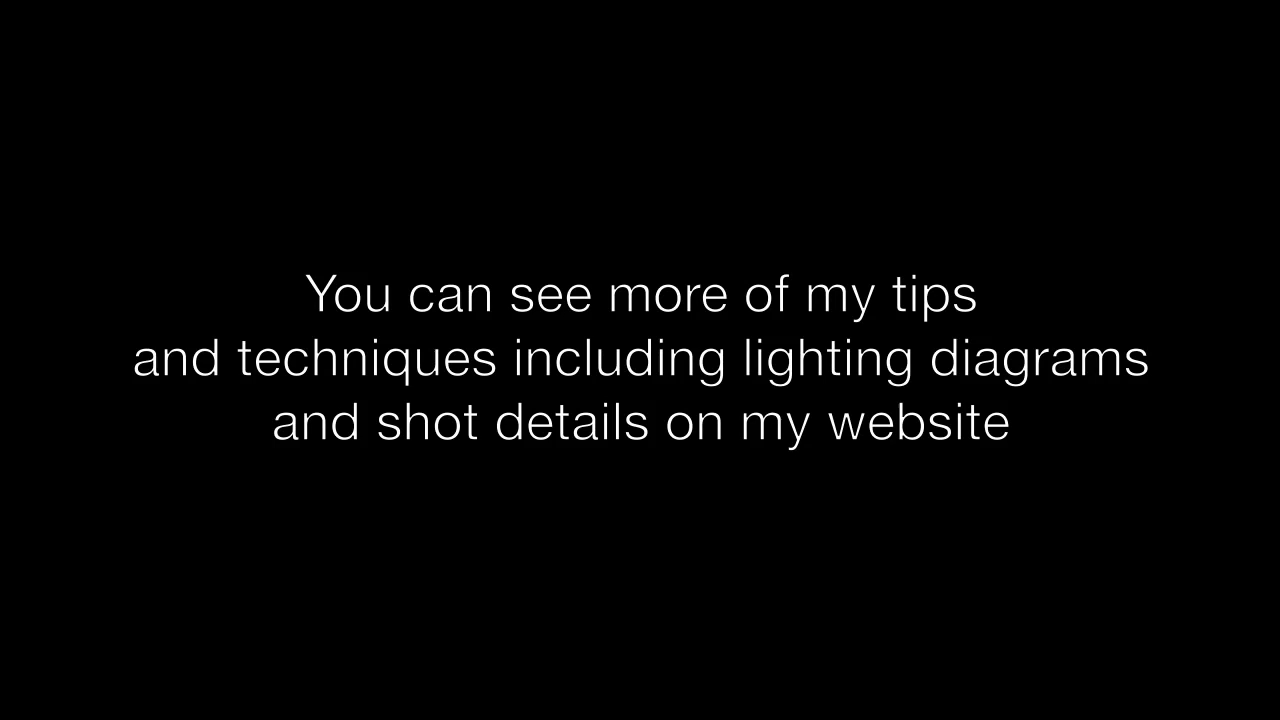 You can see more of my tips
and techniques including lighting diagrams
and shot details on my website